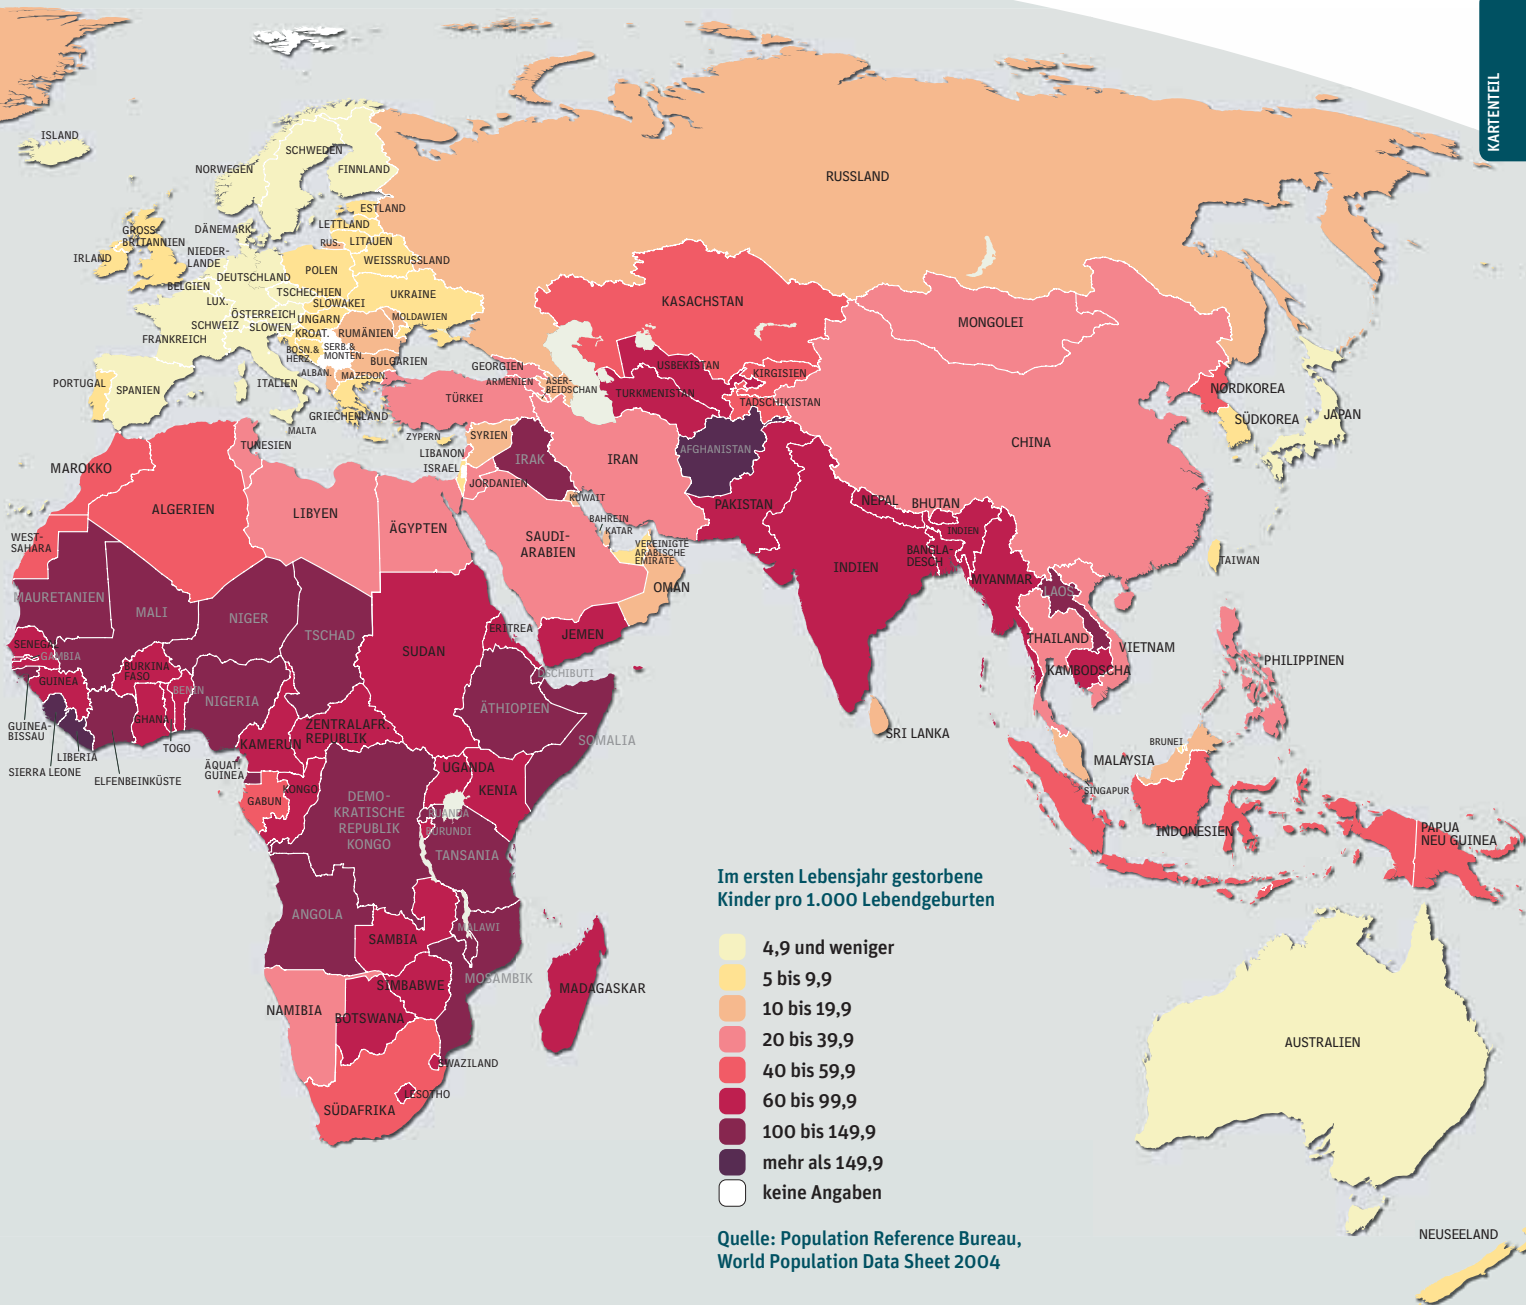 KARTENTEIL
ISLAND
SCHWEDEN
NORWEGEN
FINNLAND
RUSSLAND
ESTLAND
LETTLAND
DÄNEMARK
GROSS-
BRITANNIEN
RUS.
LITAUEN
IRLAND
NIEDER-
LANDE
WEISSRUSSLAND
POLEN
DEUTSCHLAND
BELGIEN
TSCHECHIEN
UKRAINE
LUX.
SLOWAKEI
ÖSTERREICH
UNGARN
MOLDAWIEN
SCHWEIZ
SLOWEN.
KROAT.
RUMÄNIEN
FRANKREICH
BOSN.&
HERZ.
SERB.&
MONTEN.
BULGARIEN
ALBAN.
MAZEDON.
PORTUGAL
SPANIEN
ITALIEN
GRIECHENLAND
MALTA
ZYPERN
GEORGIEN
ARMENIEN
ASER-
BEIDSCHAN
TÜRKEI
KASACHSTAN
MONGOLEI
USBEKISTAN
KIRGISIEN
TURKMENISTAN
TADSCHIKISTAN
NORDKOREA
SÜDKOREA
JAPAN
CHINA
SYRIEN
LIBANON
ISRAEL
IRAK
IRAN
AFGHANISTAN
JORDANIEN
KUWAIT
PAKISTAN
NEPAL
BHUTAN
BAHREIN
KATAR
INDIEN
SAUDI-
ARABIEN
VEREINIGTE
ARABISCHE
EMIRATE
BANGLA-
DESCH
INDIEN
TAIWAN
OMAN
MYANMAR
LAOS
JEMEN
THAILAND
VIETNAM
KAMBODSCHA
PHILIPPINEN
SRI LANKA
BRUNEI
MALAYSIA
SINGAPUR
INDONESIEN
PAPUA
NEU GUINEA
AUSTRALIEN
NEUSEELAND
TUNESIEN
MAROKKO
ALGERIEN
LIBYEN
ÄGYPTEN
WEST-
SAHARA
MAURETANIEN
MALI
NIGER
TSCHAD
SUDAN
ERITREA
SENEGAL
GAMBIA
BURKINA
FASO
GUINEA
BENIN
NIGERIA
DSCHIBUTI
ÄTHIOPIEN
GUINEA-
BISSAU
GHANA
TOGO
KAMERUN
ZENTRALAFR.
REPUBLIK
SOMALIA
LIBERIA
SIERRA LEONE
ELFENBEINKÜSTE
ÄQUAT.
GUINEA
UGANDA
KENIA
GABUN
KONGO
DEMO-
KRATISCHE
REPUBLIK
KONGO
RUANDA
BURUNDI
TANSANIA
ANGOLA
MALAWI
SAMBIA
MOSAMBIK
SIMBABWE
MADAGASKAR
NAMIBIA
BOTSWANA
SWAZILAND
LESOTHO
SÜDAFRIKA
Im ersten Lebensjahr gestorbene
Kinder pro 1.000 Lebendgeburten
4,9 und weniger
5 bis 9,9
10 bis 19,9
20 bis 39,9
40 bis 59,9
60 bis 99,9
100 bis 149,9
mehr als 149,9
keine Angaben
Quelle: Population Reference Bureau,
World Population Data Sheet 2004